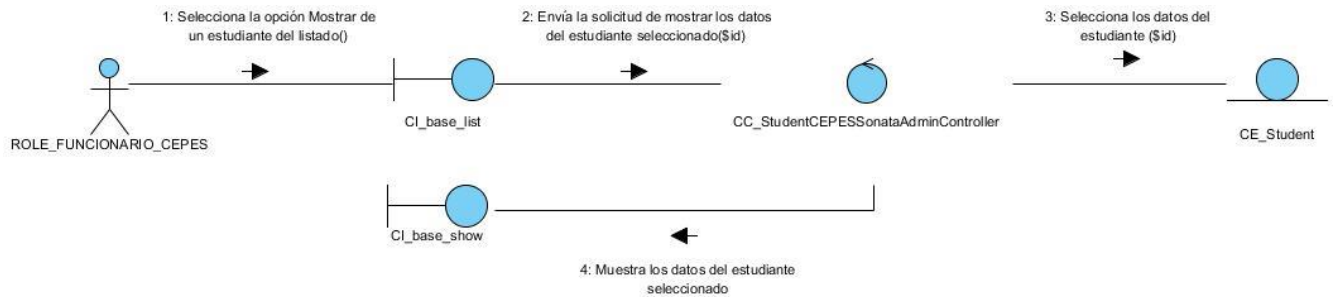 1: Selecciona la opción Mostrar de
un estudiante del listado()
2: Envía la solicitud de mostrar los datos
del estudiante seleccionado($id)
3: Selecciona los datos del
estudiante ($id)
ROLE_FUNCIONARIO_CEPES
CI_base_list
CC_StudentCEPESSonataAdminController
CE_Student
CI_base_show
4: Muestra los datos del estudiante
seleccionado